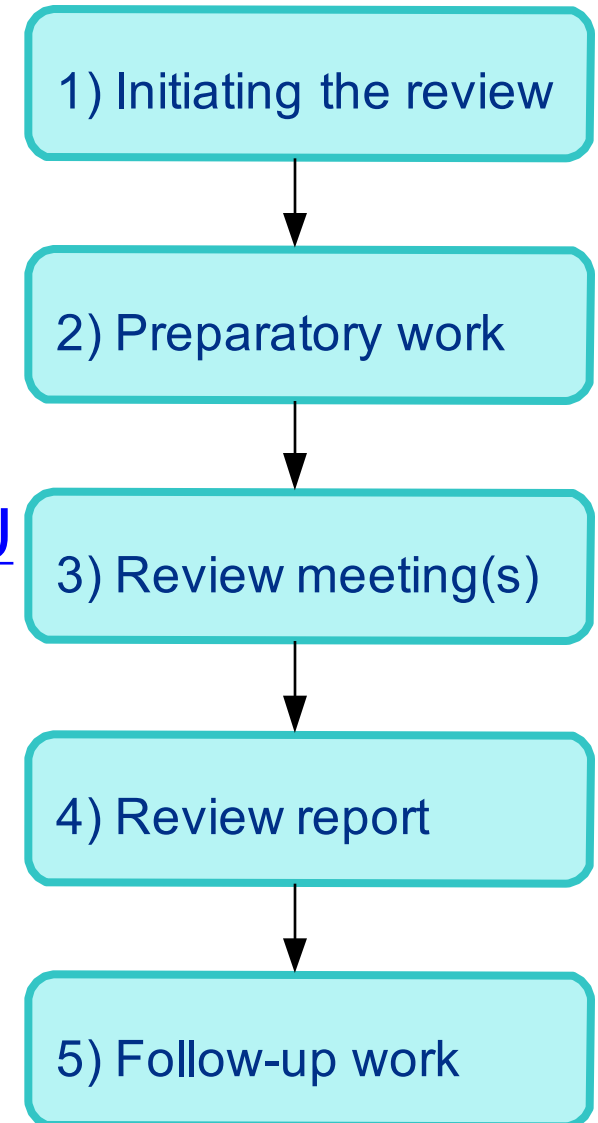 1) Initiating the review
2) Preparatory work
3) Review meeting(s)
4) Review report
5) Follow-up work